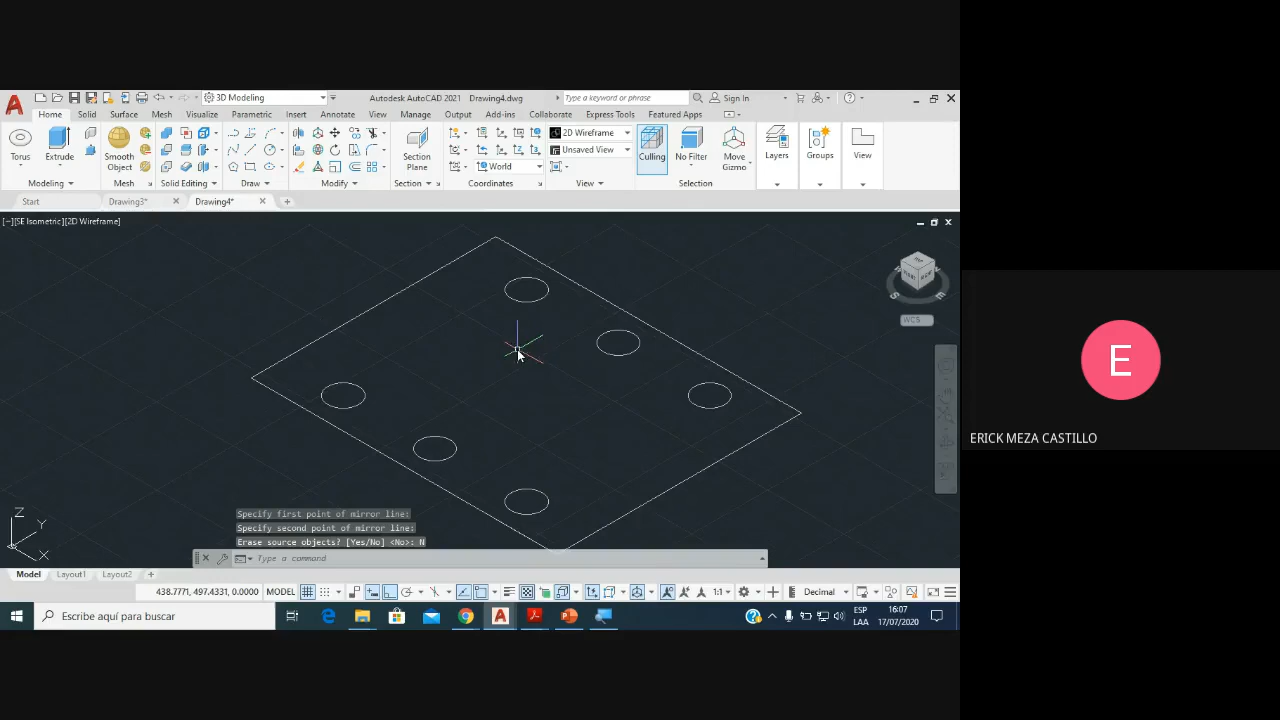 3D Modeling
Autodesk AutoCAD 2021 Drawing4.dwg
Type a keyword or phrase
Sign In
Home Solid Surface Mesh Visualize Parametric Insert Annotate View Manage Output Add-ins Collaborate Express Tools Featured Apps
Torus
Extrude
Smooth Object
Section Plane
2D Wireframe
Unsaved View
World
Culling
No Filter
Move Gizmo
Layers
Groups
View
Modeling Mesh Solid Editing Draw Modify Section Coordinates View Selection
Start Drawing3* Drawing4*
[−][SE Isometric][2D Wireframe]
TOP
S
E
WCS
ERICK MEZA CASTILLO
E
Z
Y
X
Specify first point of mirror line:
Specify second point of mirror line:
Erase source objects? [Yes/No] <No>: N
Type a command
Model Layout1 Layout2
438.7771, 497.4331, 0.0000 MODEL
1:1
Decimal
Escribe aquí para buscar
ESP
LAA
16:07
17/07/2020